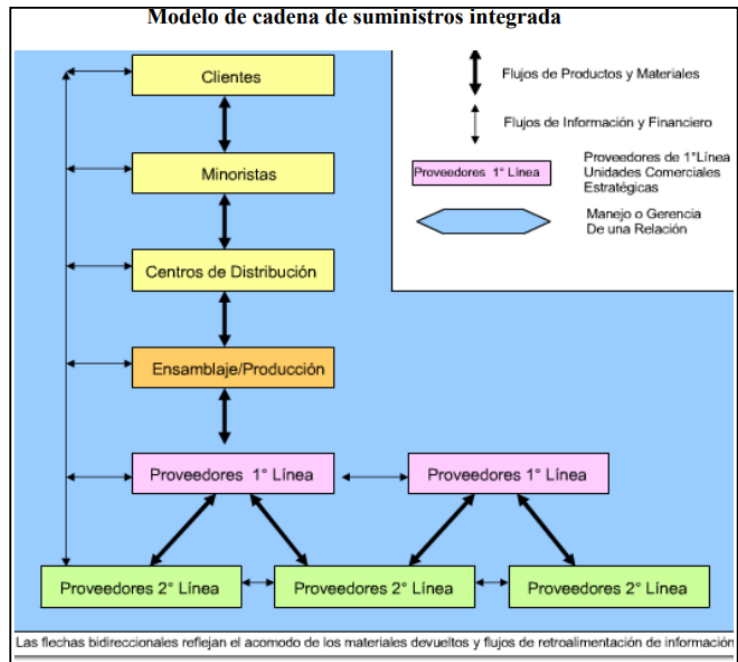 Modelo de cadena de suministros integrada
Clientes
Flujos de Productos y Materiales
Flujos de Información y Financiero
Minoristas
Proveedores 1° Línea
Proveedores de 1°Línea
Unidades Comerciales
Estratégicas
Manejo o Gerencia
De una Relación
Centros de Distribución
Ensamblaje/Producción
Proveedores 1° Línea
Proveedores 1° Línea
Proveedores 2° Línea
Proveedores 2° Línea
Proveedores 2° Línea
Las flechas bidireccionales reflejan el acomodo de los materiales devueltos y flujos de retroalimentación de información